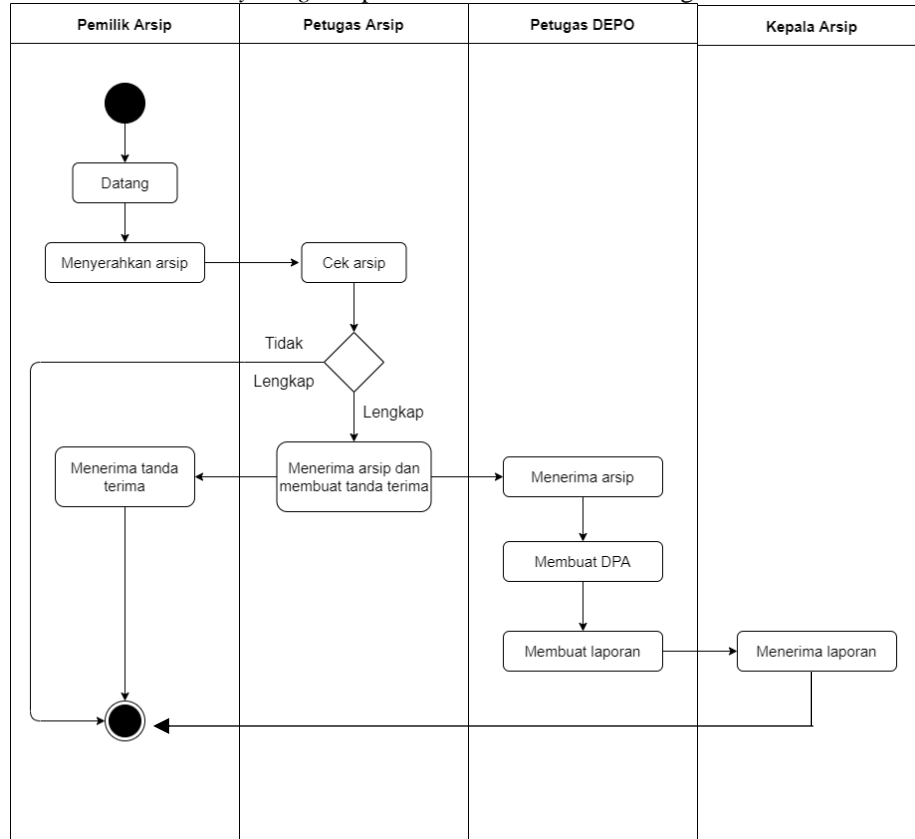 Pemilik Arsip
Petugas Arsip
Petugas DEPO
Kepala Arsip
Datang
Menyerahkan arsip
Cek arsip
Tidak
Lengkap
Lengkap
Menerima tanda
terima
Menerima arsip dan
membuat tanda terima
Menerima arsip
Membuat DPA
Membuat laporan
Menerima laporan